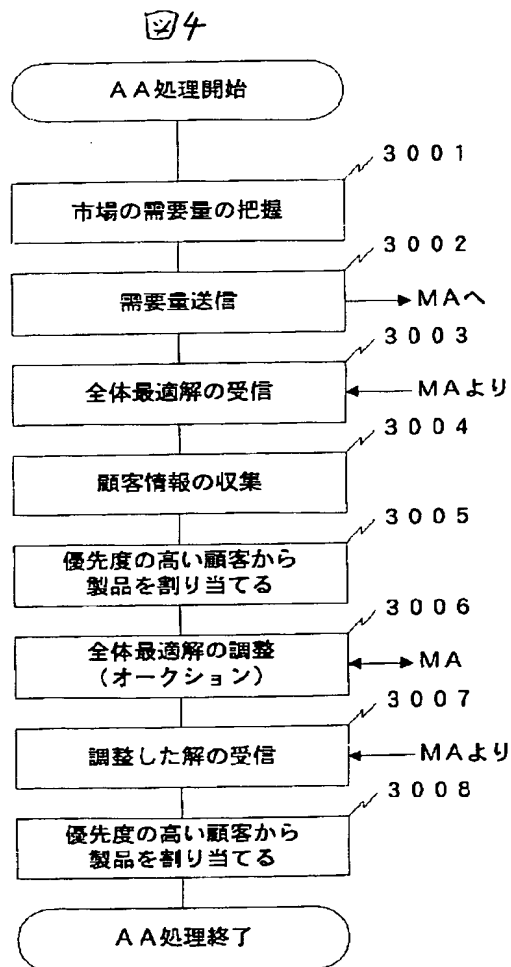 図4
AA処理開始
3001
市場の需要量の把握
3002
需要量送信
MAへ
3003
全体最適解の受信
MAより
3004
顧客情報の収集
3005
優先度の高い顧客から
製品を割り当てる
3006
全体最適解の調整
(オークション)
MA
3007
調整した解の受信
MAより
3008
優先度の高い顧客から
製品を割り当てる
AA処理終了